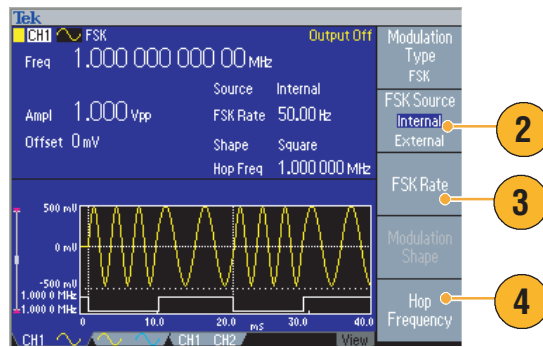 Tek
CH1 FSK Output Off
Freq 1.000 000 000 00 MHz
Source Internal
Ampl 1.000 Vpp FSK Rate 50.00 Hz
Offset 0 mV Shape Square
Hop Freq 1.000 000 MHz
500 mV
0 mV
-500 mV
1.000 0 MHz
1.000 0 MHz
0 10.0 20.0 ms 30.0 40.0
CH1 CH1 CH2 View
Modulation
Type
FSK
FSK Source
Internal
External
FSK Rate
Modulation
Shape
Hop
Frequency
2
3
4